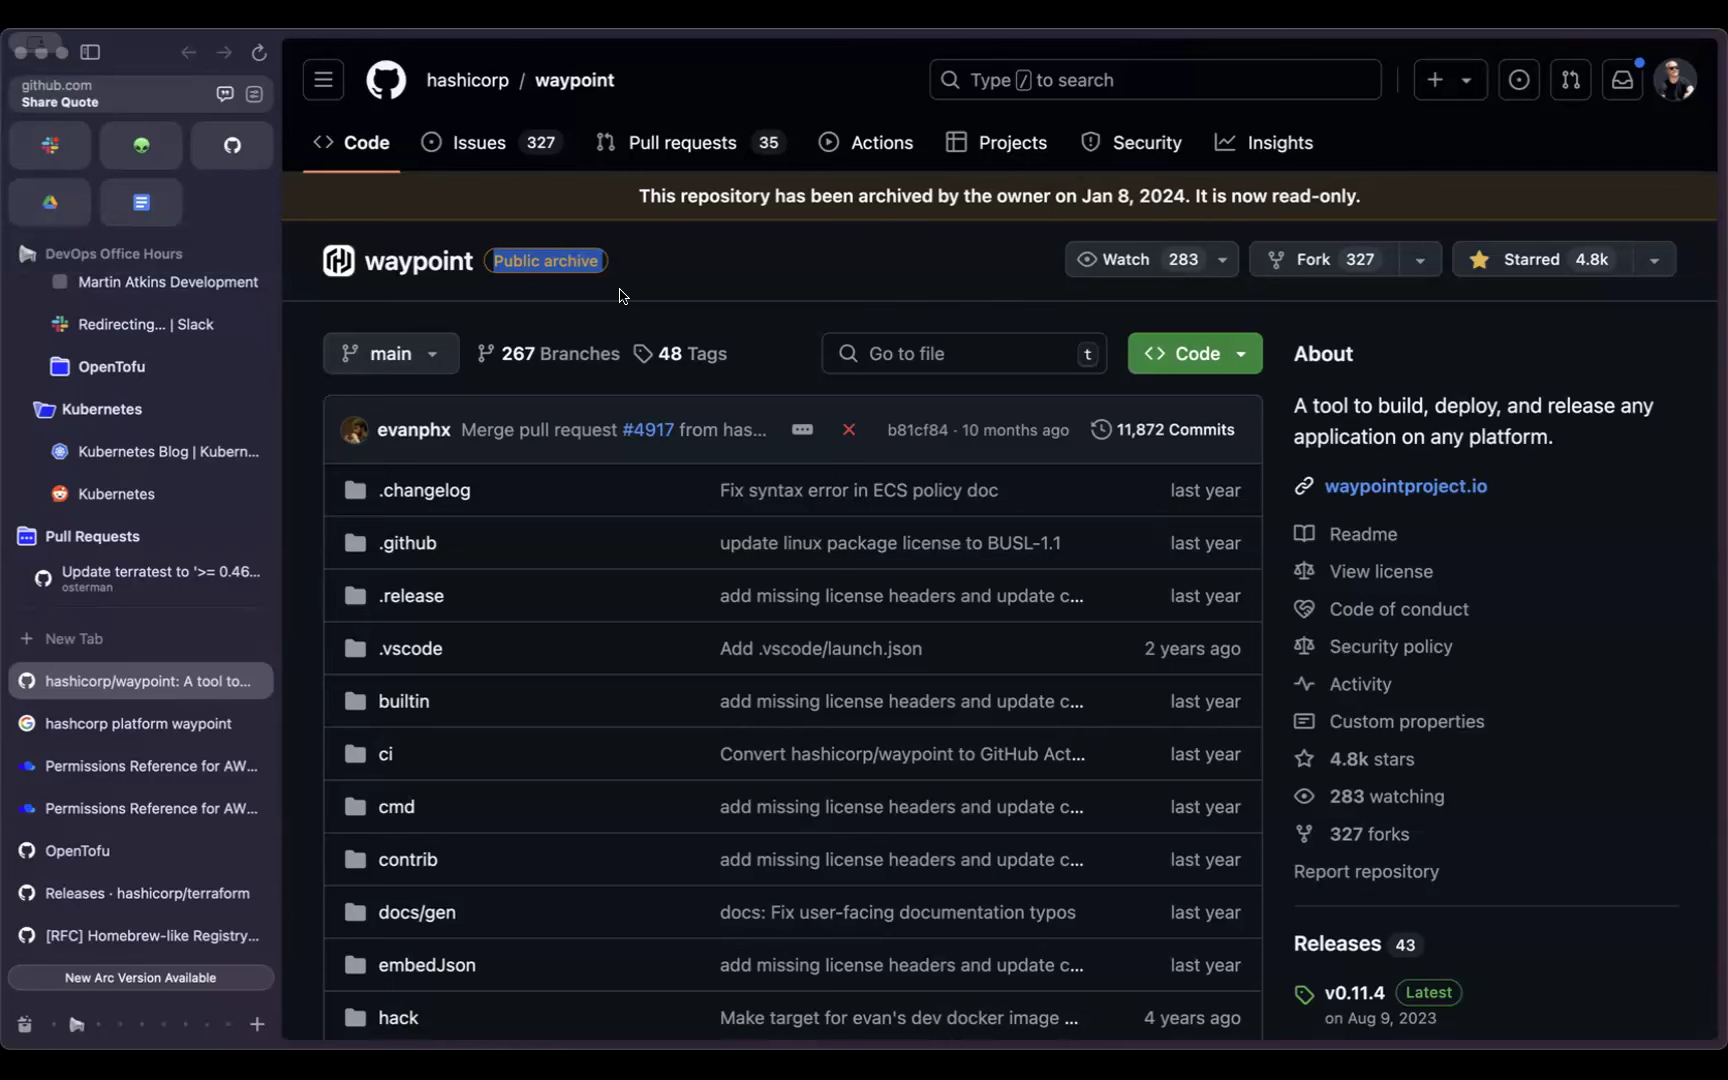 github.com
Share Quote
DevOps Office Hours
Martin Atkins Development
Redirecting... | Slack
OpenTofu
Kubernetes
Kubernetes Blog | Kubern...
Kubernetes
Pull Requests
Update terratest to '>= 0.46...
osterman
New Tab
hashicorp/waypoint: A tool to...
hashcorp platform waypoint
Permissions Reference for AW...
Permissions Reference for AW...
OpenTofu
Releases · hashicorp/terraform
[RFC] Homebrew-like Registry...
New Arc Version Available
hashicorp / waypoint
Type / to search
Code
Issues 327
Pull requests 35
Actions
Projects
Security
Insights
This repository has been archived by the owner on Jan 8, 2024. It is now read-only.
waypoint Public archive
Watch 283
Fork 327
Starred 4.8k
main
267 Branches
48 Tags
Go to file t
Code
evanphx Merge pull request #4917 from has... b81cf84 · 10 months ago 11,872 Commits
.changelog Fix syntax error in ECS policy doc last year
.github update linux package license to BUSL-1.1 last year
.release add missing license headers and update c... last year
.vscode Add .vscode/launch.json 2 years ago
builtin add missing license headers and update c... last year
ci Convert hashicorp/waypoint to GitHub Act... last year
cmd add missing license headers and update c... last year
contrib add missing license headers and update c... last year
docs/gen docs: Fix user-facing documentation typos last year
embedJson add missing license headers and update c... last year
hack Make target for evan's dev docker image ... 4 years ago
About
A tool to build, deploy, and release any
application on any platform.
waypointproject.io
Readme
View license
Code of conduct
Security policy
Activity
Custom properties
4.8k stars
283 watching
327 forks
Report repository
Releases 43
v0.11.4 Latest
on Aug 9, 2023